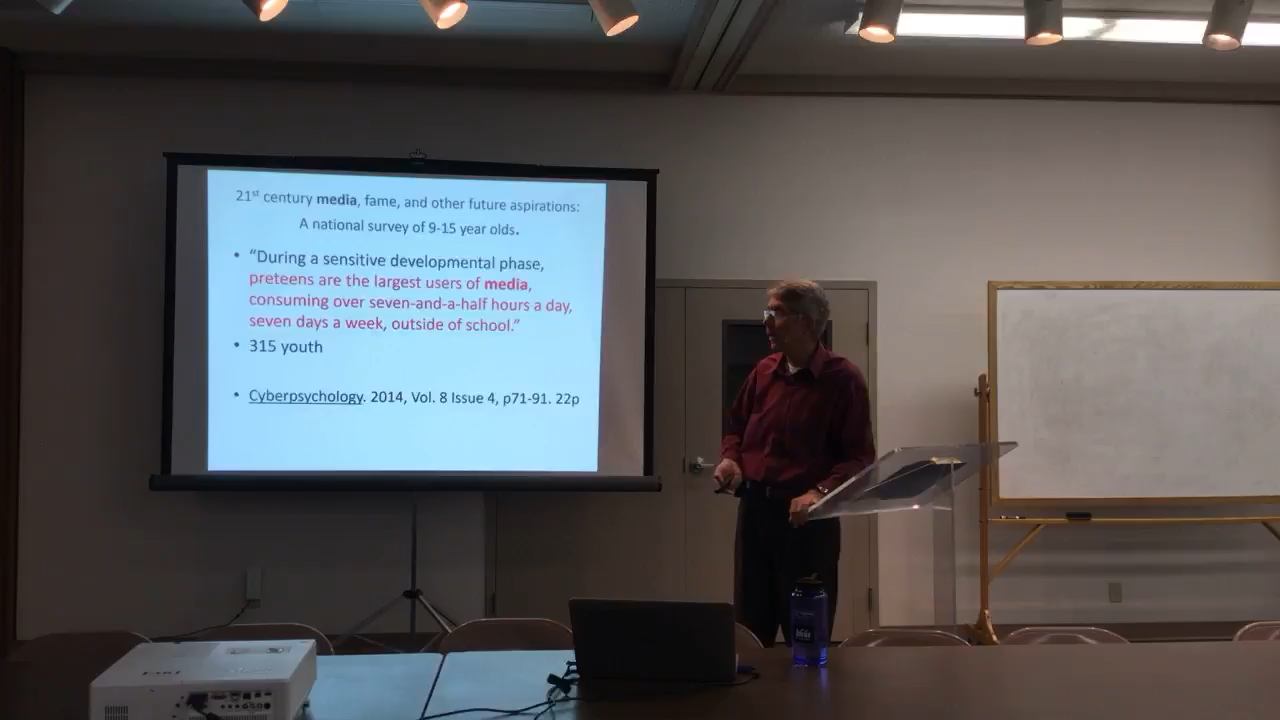 21st century media, fame, and other future aspirations:
A national survey of 9-15 year olds.
• “During a sensitive developmental phase,
preteens are the largest users of media,
consuming over seven-and-a-half hours a day,
seven days a week, outside of school.”
• 315 youth
• Cyberpsychology. 2014, Vol. 8 Issue 4, p71-91. 22p